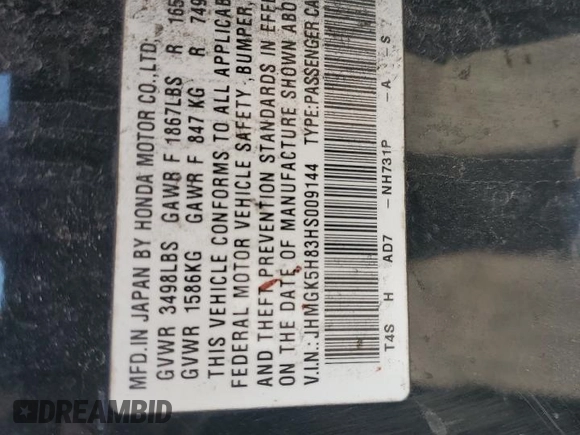 MFD. IN JAPAN BY HONDA MOTOR CO., LTD.
GVWR 3498LBS GAWR F 1867LBS R 165
GVWR 1586KG GAWR F 847 KG R 749
THIS VEHICLE CONFORMS TO ALL APPLICAB
FEDERAL MOTOR VEHICLE SAFETY, BUMPER,
AND THEFT PREVENTION STANDARDS IN EFFE
ON THE DATE OF MANUFACTURE SHOWN ABO
V.I.N.: JHMGK5H83HS009144 TYPE:PASSENGER CA
T4S H AD7 -NH731P -A -S
DREAMBID